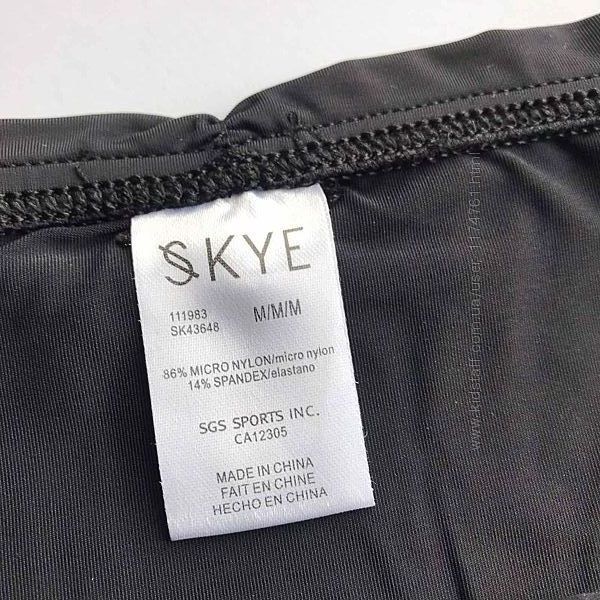 SKYE
111983
SK43648
M/M/M
86% MICRO NYLON/micro nylon
14% SPANDEX/elastano
SGS SPORTS INC.
CA12305
MADE IN CHINA
FAIT EN CHINE
HECHO EN CHINA